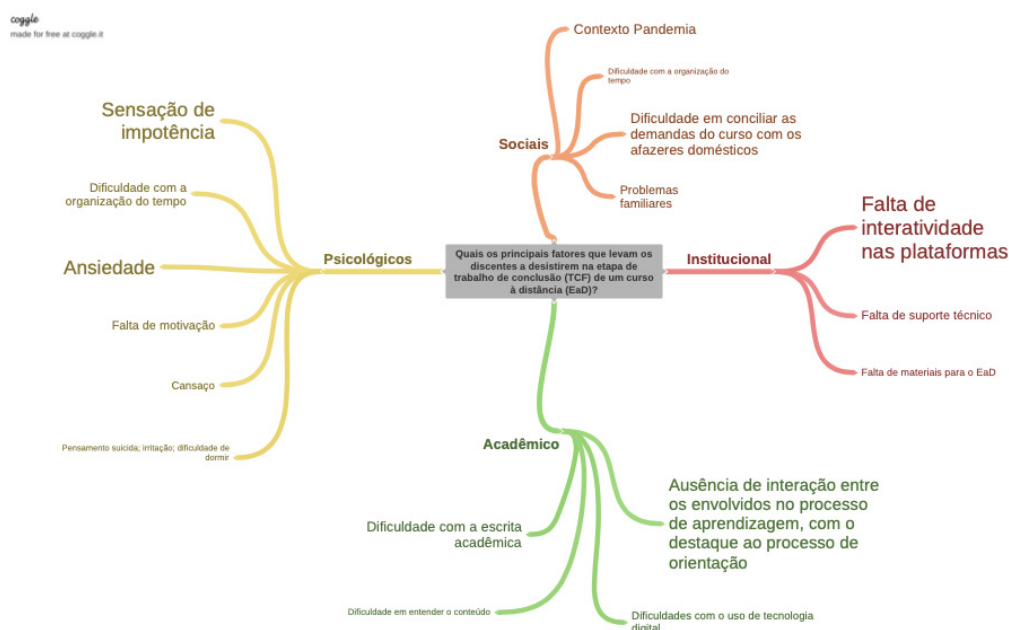 coggle
made for free at coggle.it
Contexto Pandemia
Dificuldade com a organização do
tempo
Sociais
Dificuldade em conciliar as
demandas do curso com os
afazeres domésticos
Problemas
familiares
Sensação de
impotência
Dificuldade com a
organização do tempo
Ansiedade
Psicológicos
Falta de motivação
Cansaço
Pensamento suicida; irritação; dificuldade de
dormir
Quais os principais fatores que levam os
discentes a desistirem na etapa de
trabalho de conclusão (TCF) de um curso
à distância (EaD)?
Institucional
Falta de
interatividade
nas plataformas
Falta de suporte técnico
Falta de materiais para o EaD
Acadêmico
Dificuldade com a escrita
acadêmica
Dificuldade em entender o conteúdo
Ausência de interação entre
os envolvidos no processo
de aprendizagem, com o
destaque ao processo de
orientação
Dificuldades com o uso de tecnologia
digital